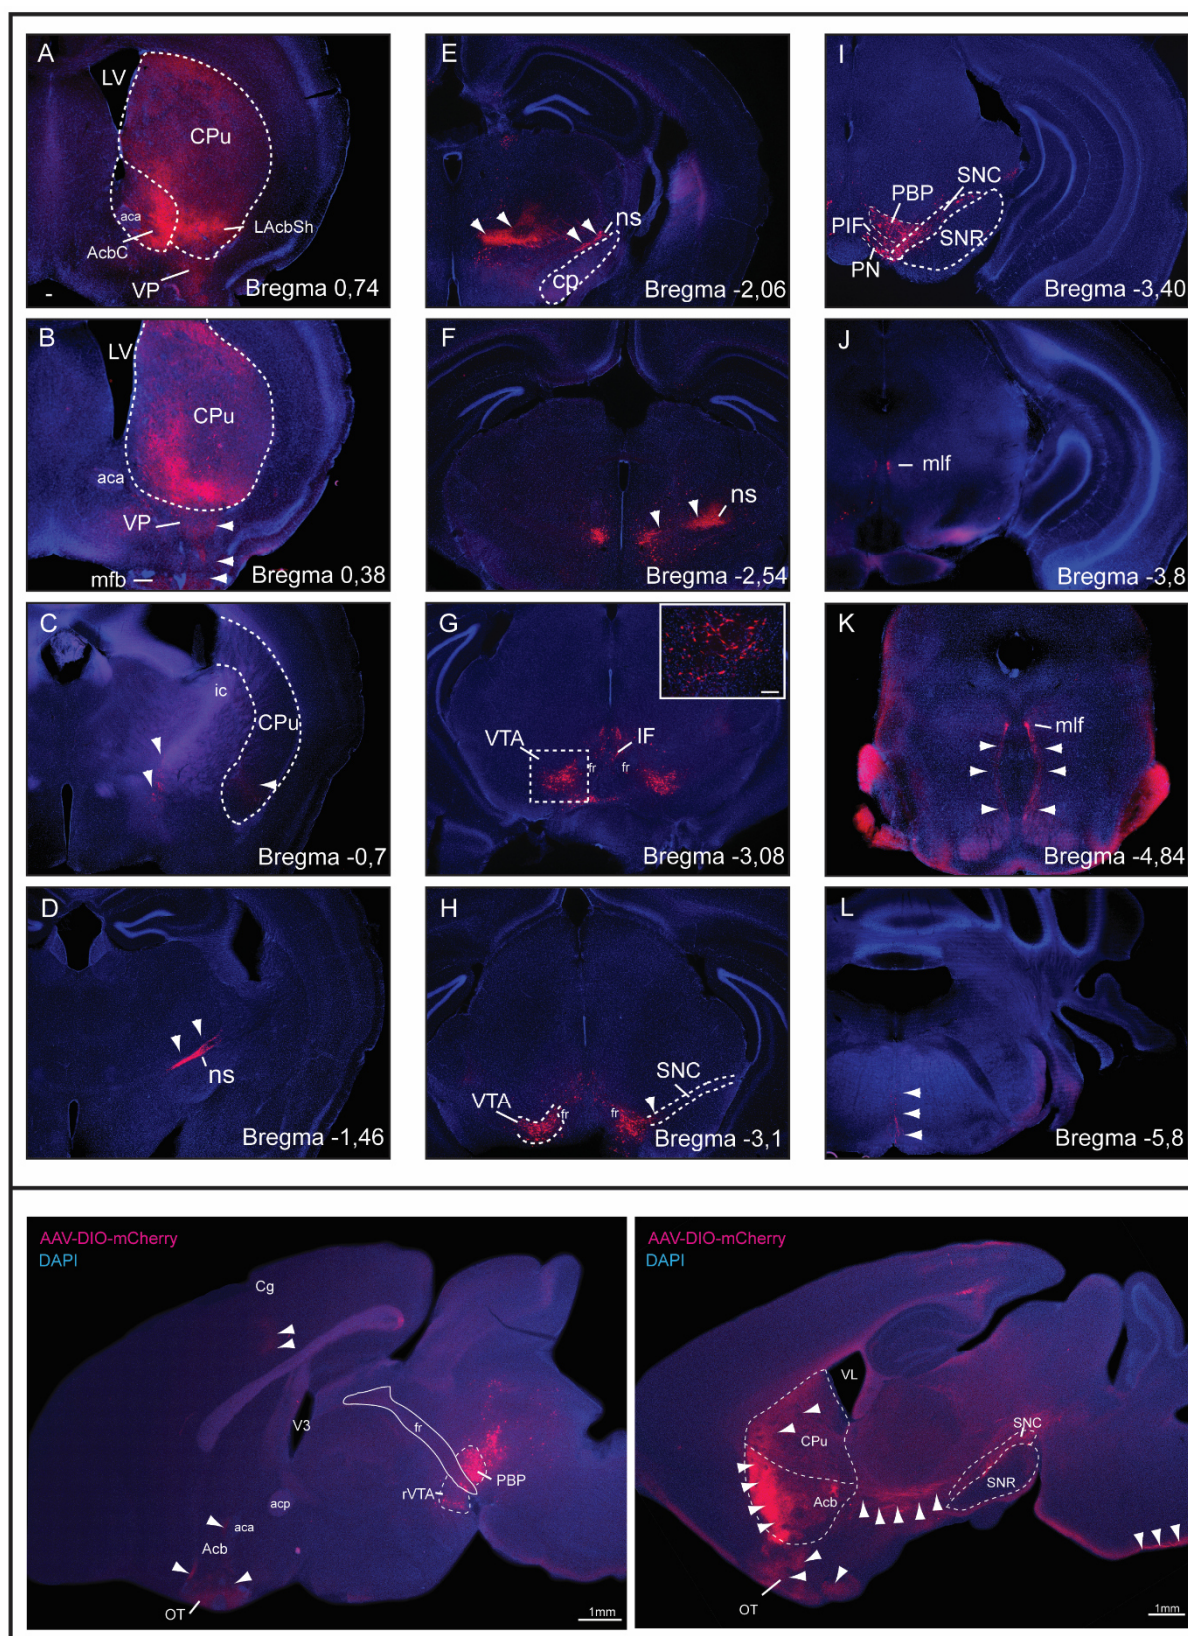 A
LV
CPu
aca
AcbC
LAcbSh
VP
Bregma 0,74
B
LV
CPu
aca
VP
mfb
Bregma 0,38
C
ic
CPu
Bregma -0,7
D
ns
Bregma -1,46
E
ns
cp
Bregma -2,06
F
ns
Bregma -2,54
G
VTA
IF
fr
fr
Bregma -3,08
H
SNC
VTA
fr
fr
Bregma -3,1
I
SNC
PBP
PIF
SNR
PN
Bregma -3,40
J
mlf
Bregma -3,8
K
mlf
Bregma -4,84
L
Bregma -5,8
AAV-DIO-mCherry
DAPI
Cg
V3
fr
PBP
rVTA
acp
aca
Acb
OT
1mm
AAV-DIO-mCherry
DAPI
VL
CPu
SNC
SNR
Acb
OT
1mm